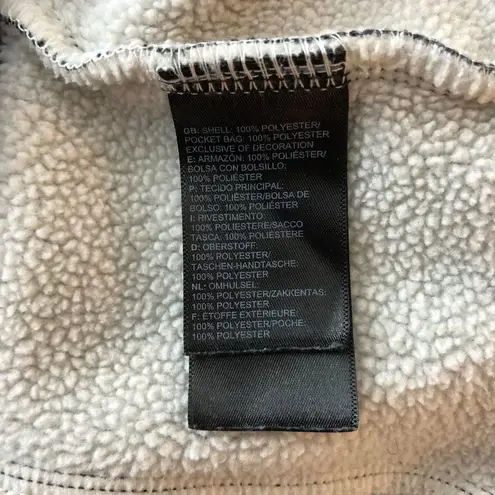 GB: SHELL: 100% POLYESTER/
POCKET BAG: 100% POLYESTER
EXCLUSIVE OF DECORATION
E: ARMAZÓN: 100% POLIÉSTER/
BOLSA CON BOLSILLO:
100% POLIÉSTER
P: TECIDO PRINCIPAL:
100% POLIÉSTER/BOLSA DE
BOLSO: 100% POLIÉSTER
I: RIVESTIMENTO:
100% POLIESTERE/SACCO
TASCA: 100% POLIESTERE
D: OBERSTOFF:
100% POLYESTER/
TASCHEN-HANDTASCHE:
100% POLYESTER
NL: OMHULSEL:
100% POLYESTER/ZAKKENTAS:
100% POLYESTER
F: ÉTOFFE EXTÉRIEURE:
100% POLYESTER/POCHE:
100% POLYESTER